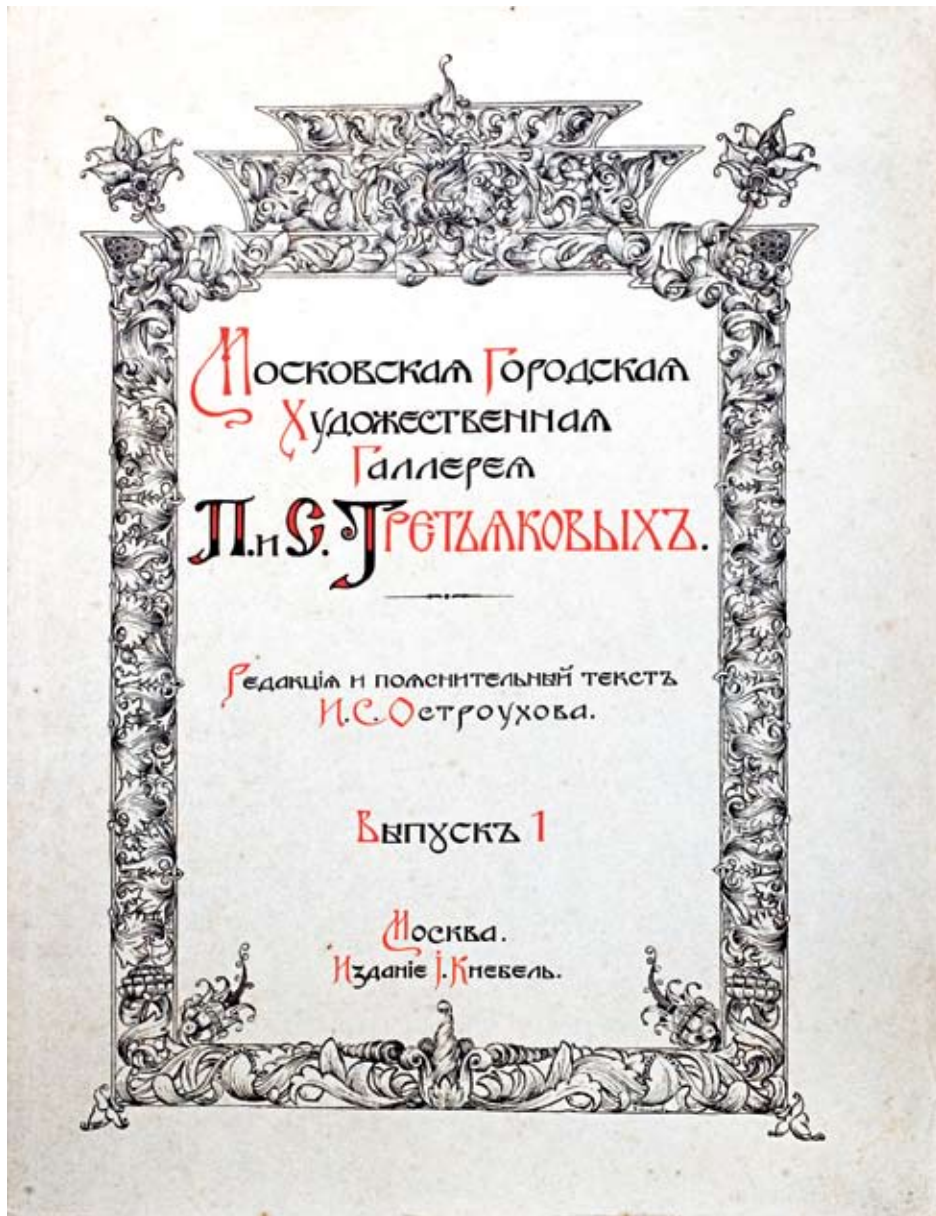 Московская Городская
Художественная
Галлерея
П. и С. Третьяковыхъ.
Редакція и пояснительный текстъ
И. С. Остроухова.
Выпускъ 1
Москва.
Изданіе І. Кнебель.